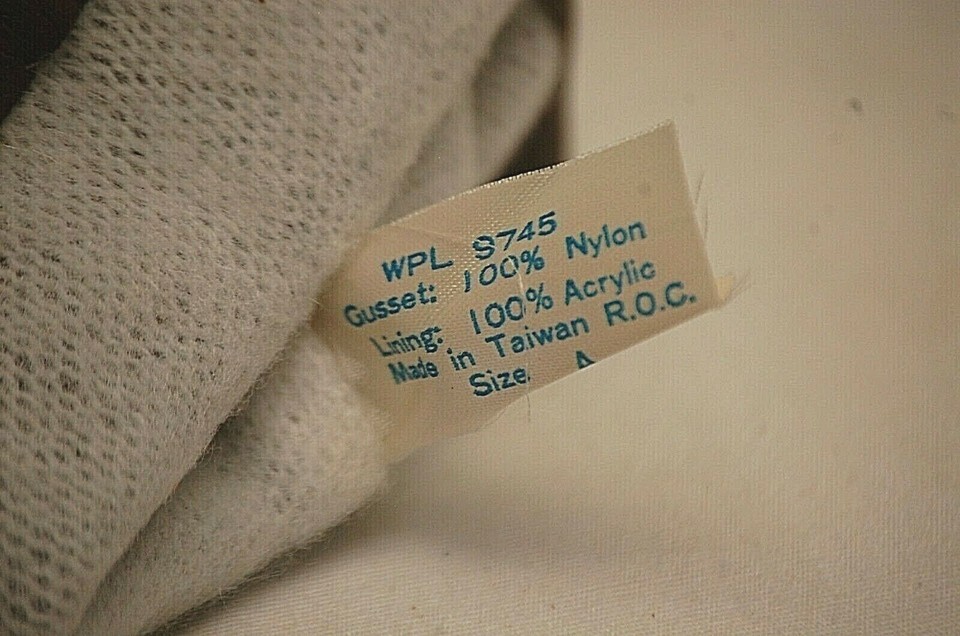 WPL 8745
Gusset: 100% Nylon
Lining: 100% Acrylic
Made in Taiwan R.O.C.
Size. A